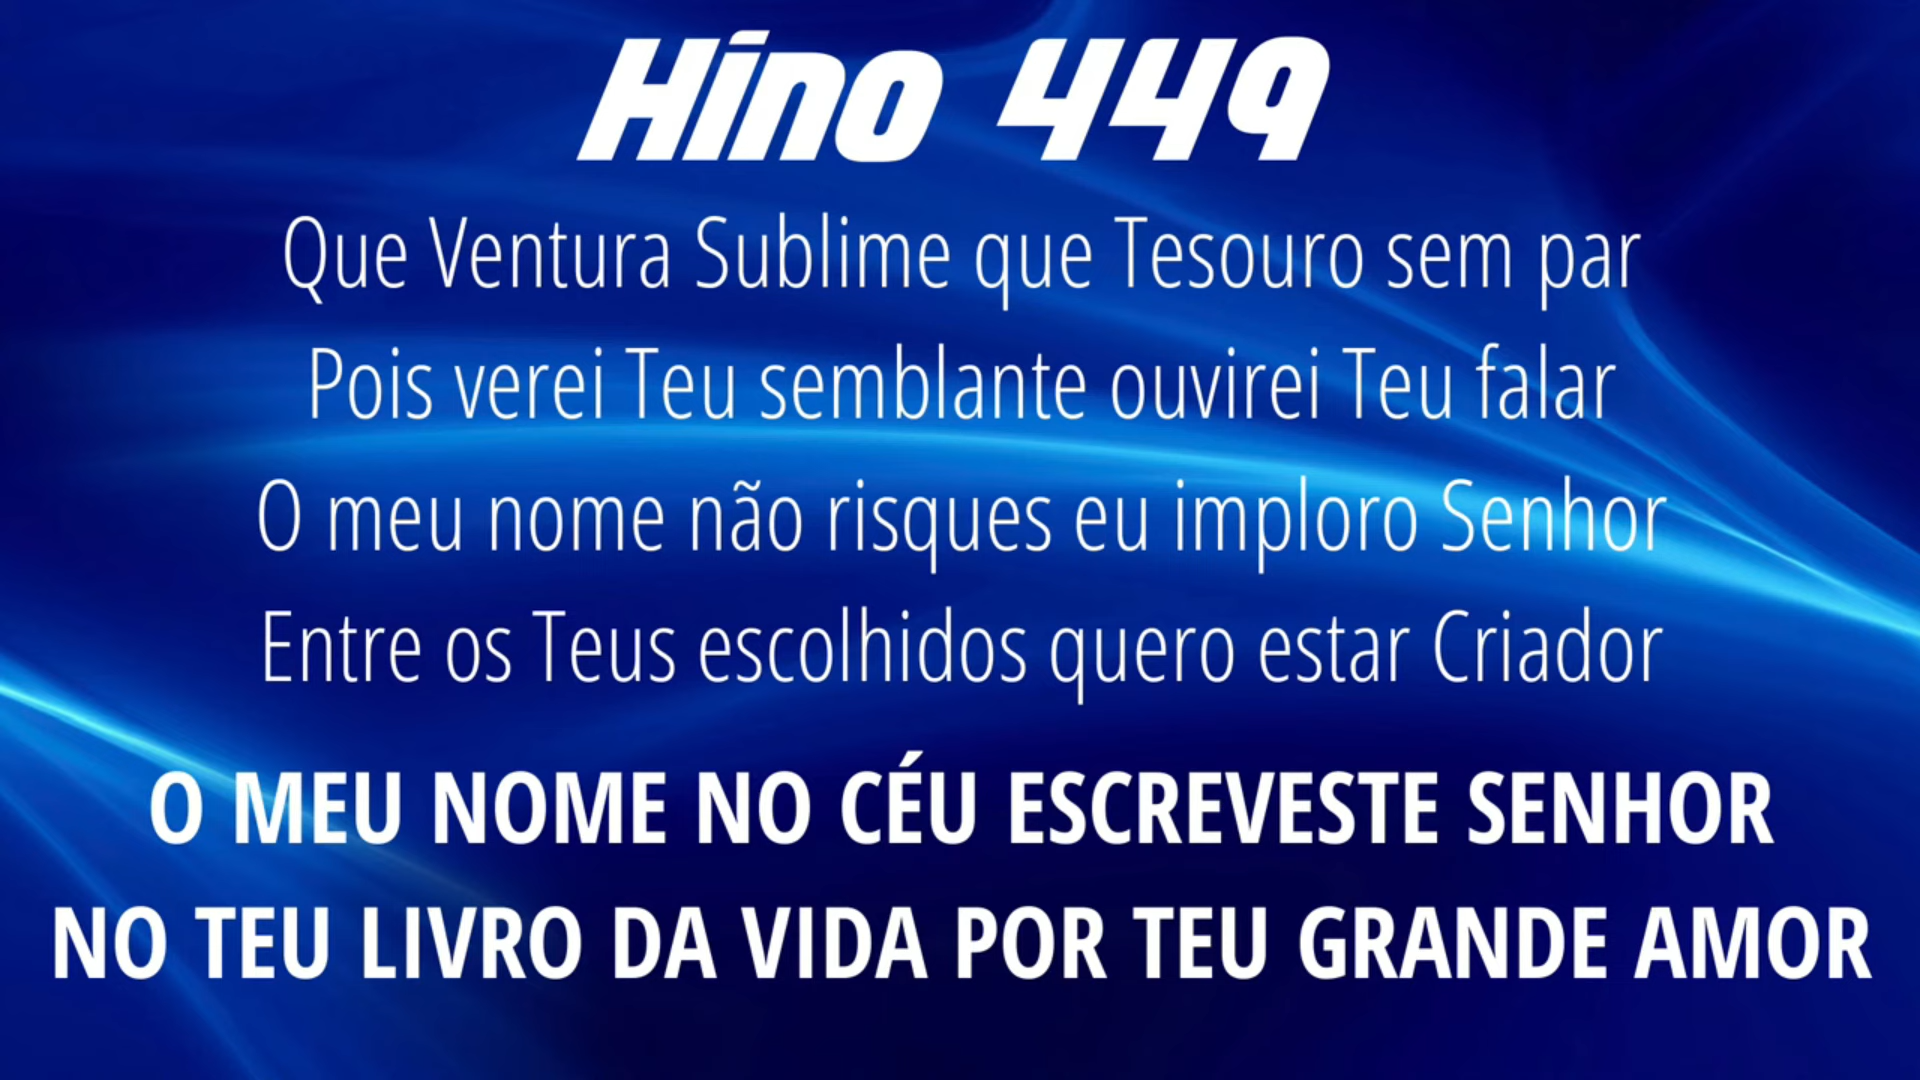 Hino 449
Que Ventura Sublime que Tesouro sem par
Pois verei Teu semblante ouvirei Teu falar
O meu nome não risques eu imploro Senhor
Entre os Teus escolhidos quero estar Criador
O MEU NOME NO CÉU ESCREVESTE SENHOR
NO TEU LIVRO DA VIDA POR TEU GRANDE AMOR